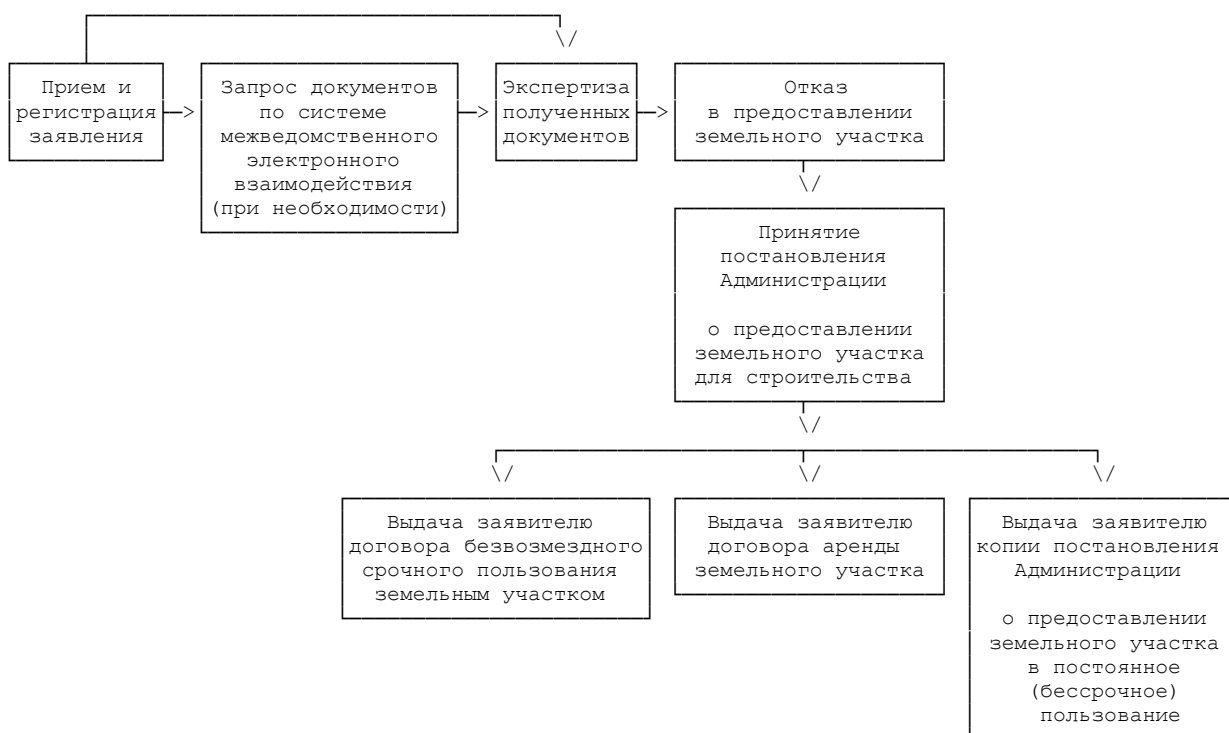 Прием и
регистрация
заявления
Запрос документов
по системе
межведомственного
электронного
взаимодействия
(при необходимости)
Экспертиза
полученных
документов
Отказ
в предоставлении
земельного участка
Принятие
постановления
Администрации
о предоставлении
земельного участка
для строительства
Выдача заявителю
договора безвозмездного
срочного пользования
земельным участком
Выдача заявителю
договора аренды
земельного участка
Выдача заявителю
копии постановления
Администрации
о предоставлении
земельного участка
в постоянное
(бессрочное)
пользование